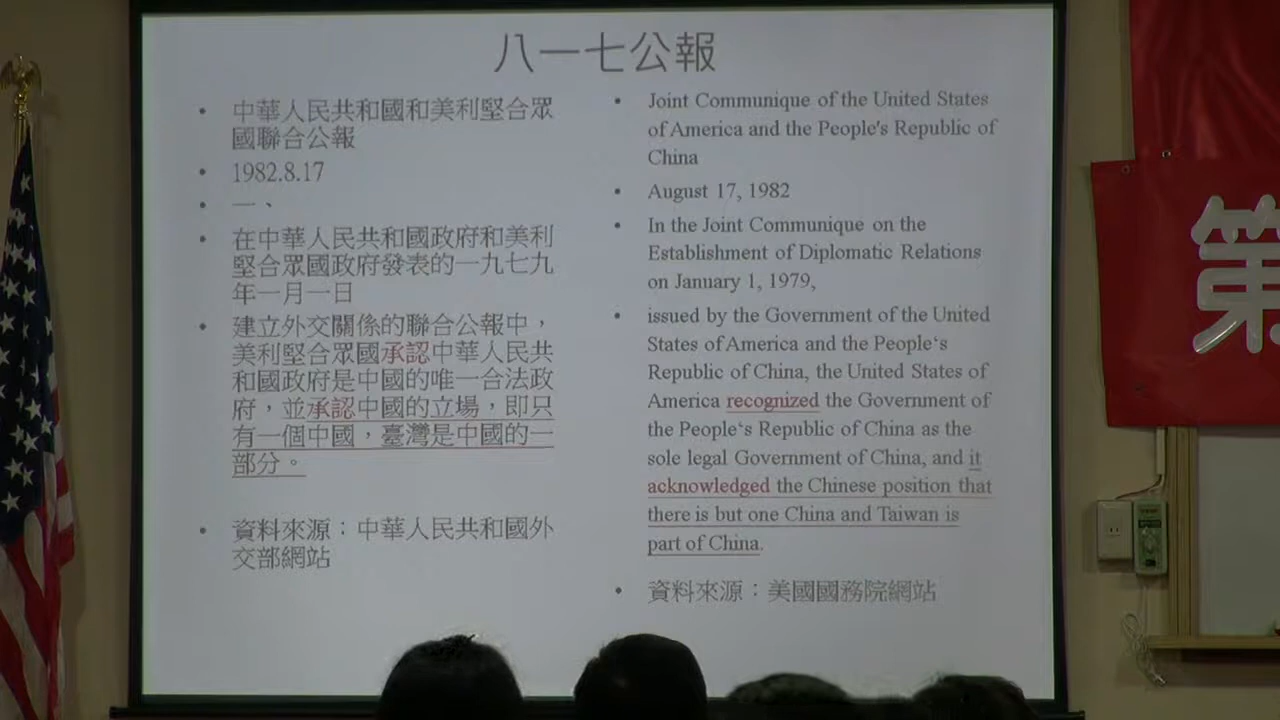 八一七公報
• 中華人民共和國和美利堅合眾
國聯合公報
• 1982.8.17
• 一、
• 在中華人民共和國政府和美利
堅合眾國政府發表的一九七九
年一月一日
• 建立外交關係的聯合公報中，
美利堅合眾國承認中華人民共
和國政府是中國的唯一合法政
府，並承認中國的立場，即只
有一個中國，臺灣是中國的一
部分。
• 資料來源：中華人民共和國外
交部網站
• Joint Communique of the United States
of America and the People's Republic of
China
• August 17, 1982
• In the Joint Communique on the
Establishment of Diplomatic Relations
on January 1, 1979,
• issued by the Government of the United
States of America and the People‘s
Republic of China, the United States of
America recognized the Government of
the People‘s Republic of China as the
sole legal Government of China, and it
acknowledged the Chinese position that
there is but one China and Taiwan is
part of China.
• 資料來源：美國國務院網站
第